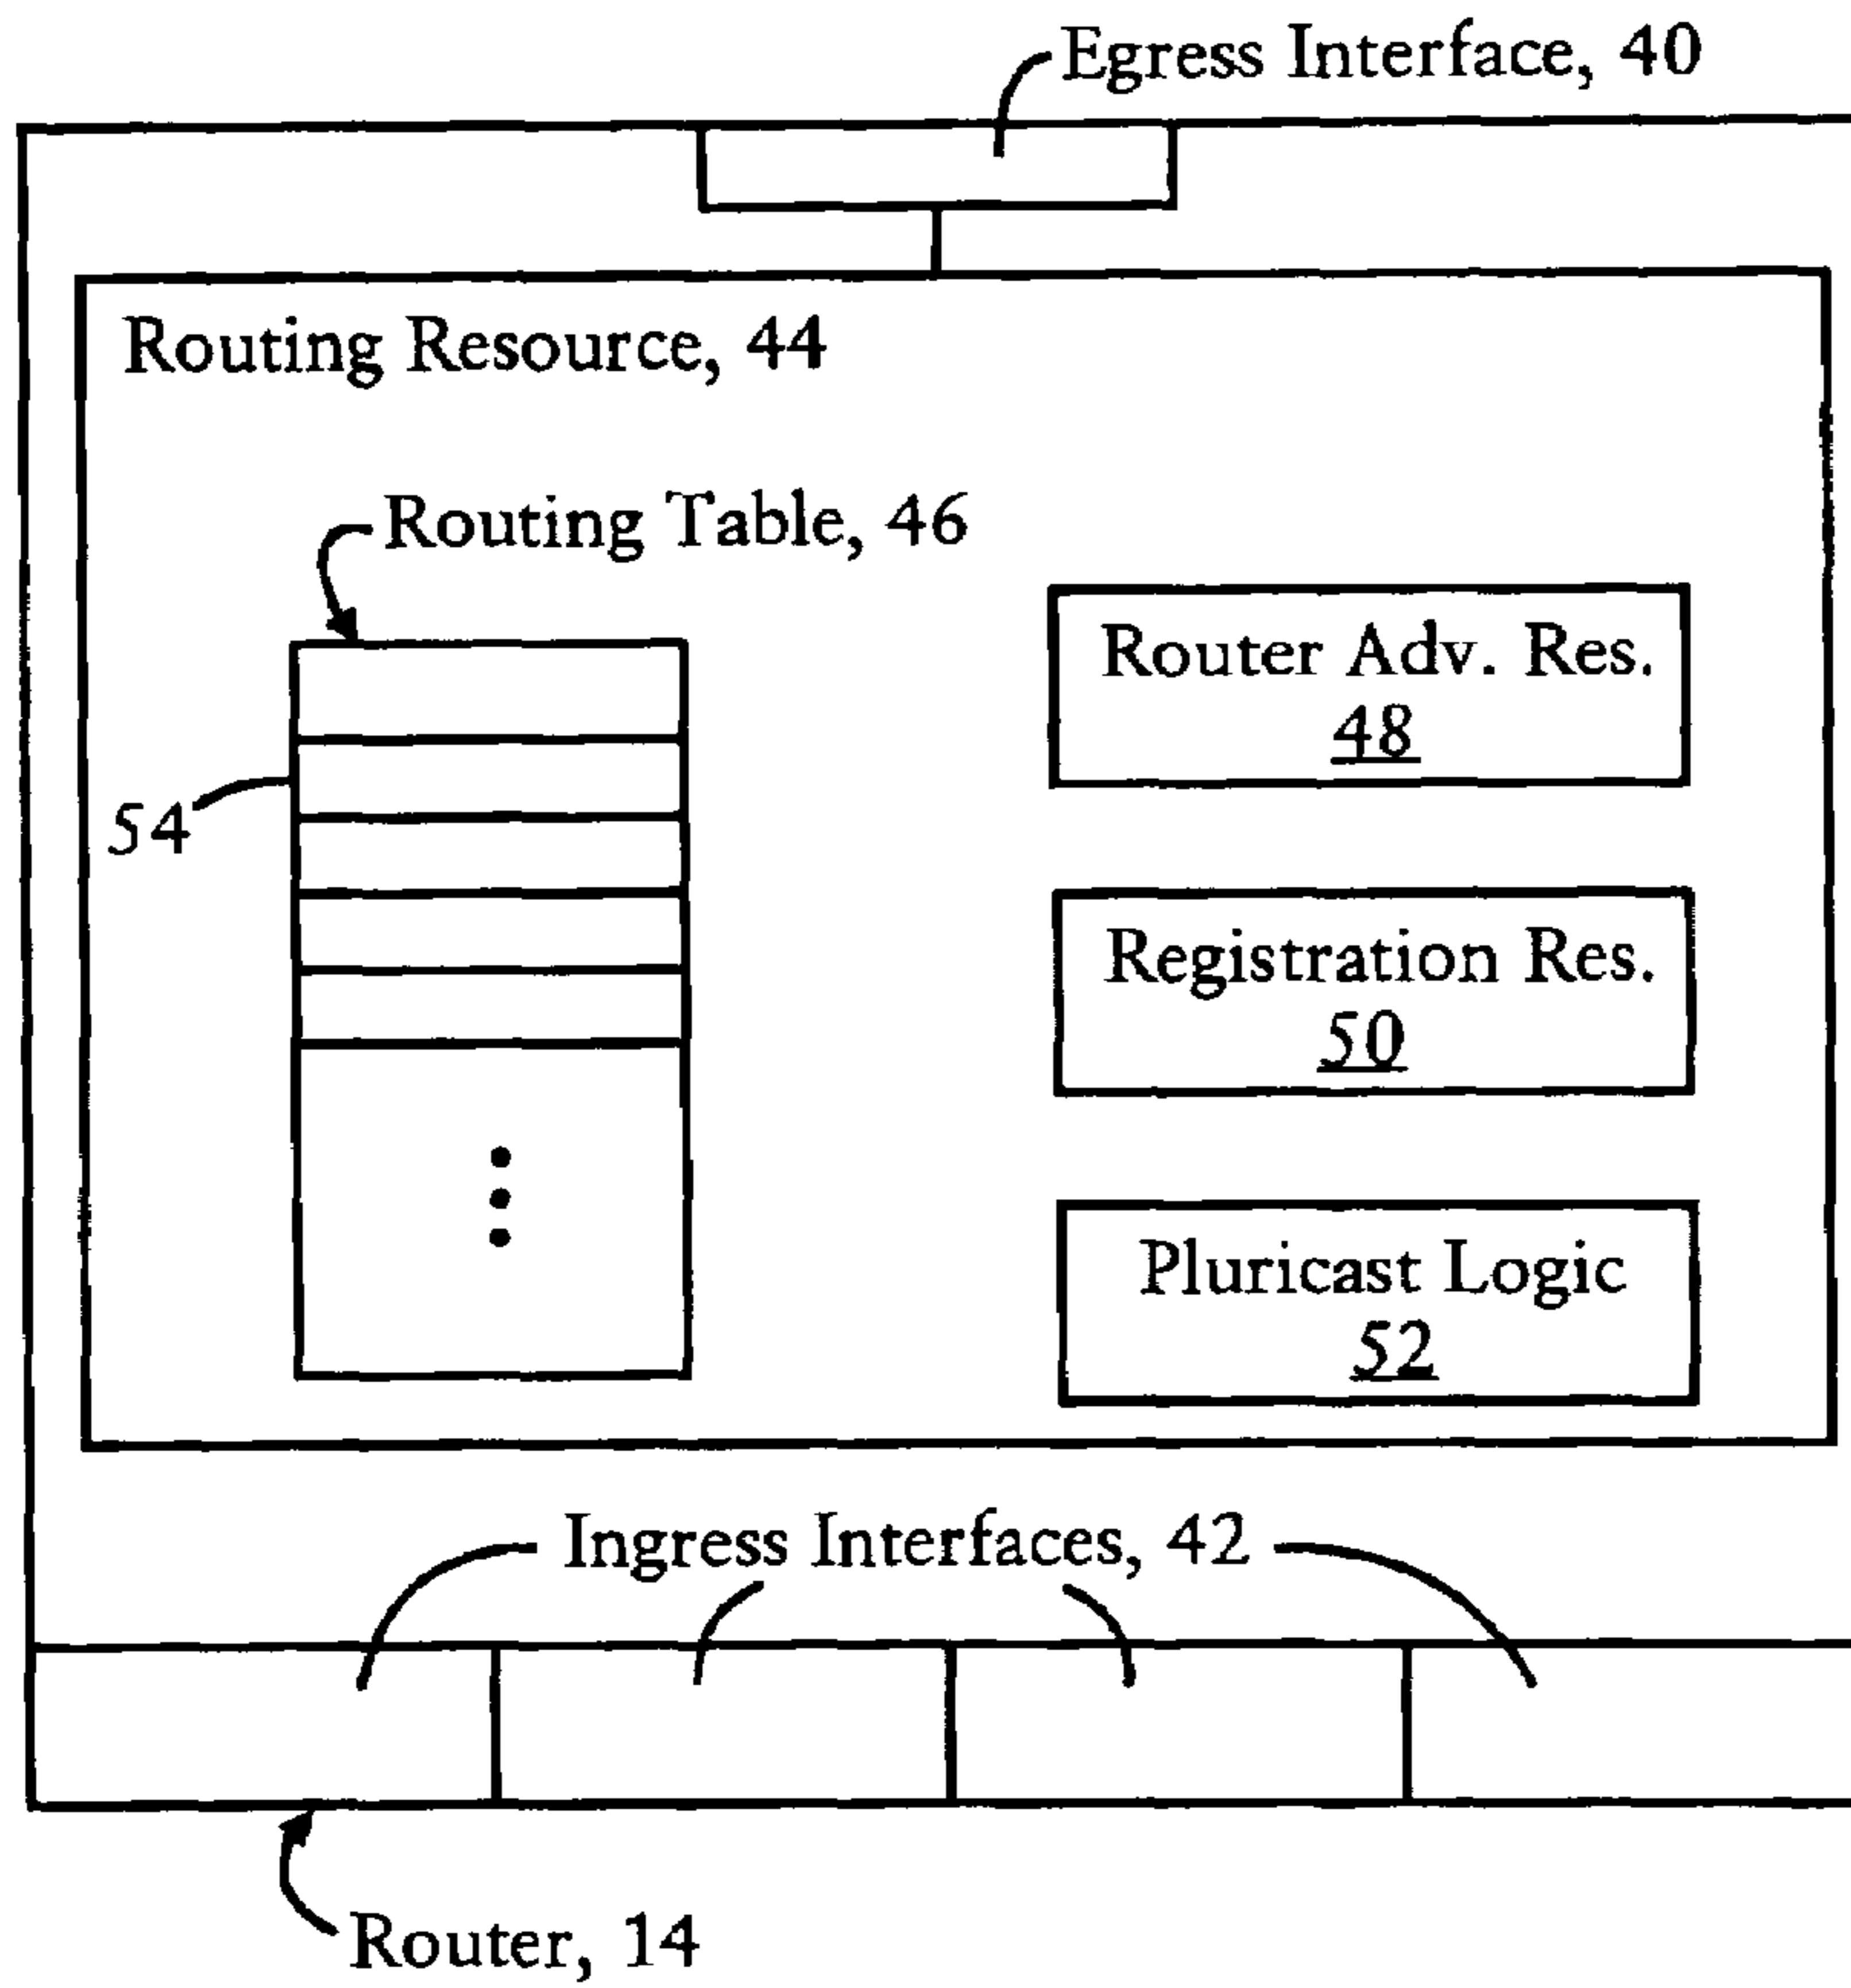 Egress Interface, 40
Routing Resource, 44
Routing Table, 46
Router Adv. Res.
48
54
Registration Res.
50
Pluricast Logic
52
Ingress Interfaces, 42
Router, 14